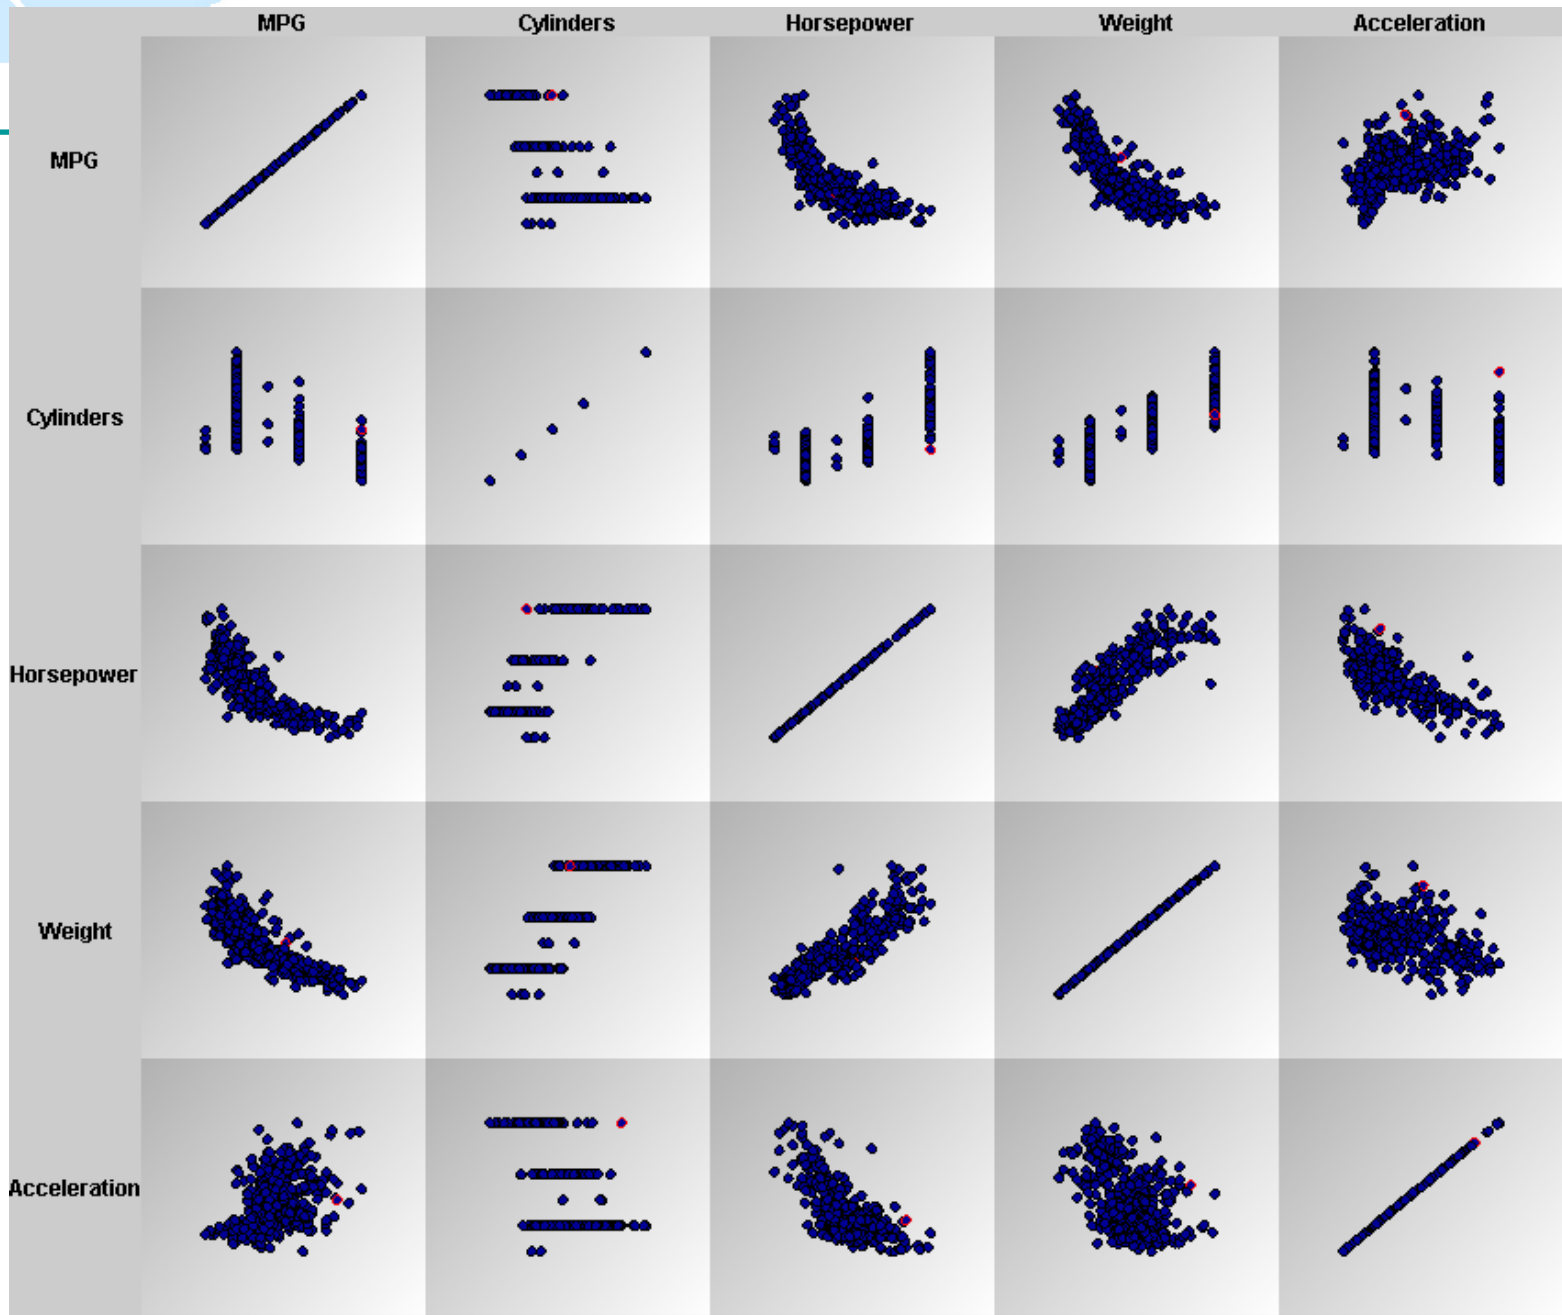 MPG Cylinders Horsepower Weight Acceleration
MPG
Cylinders
Horsepower
Weight
Acceleration